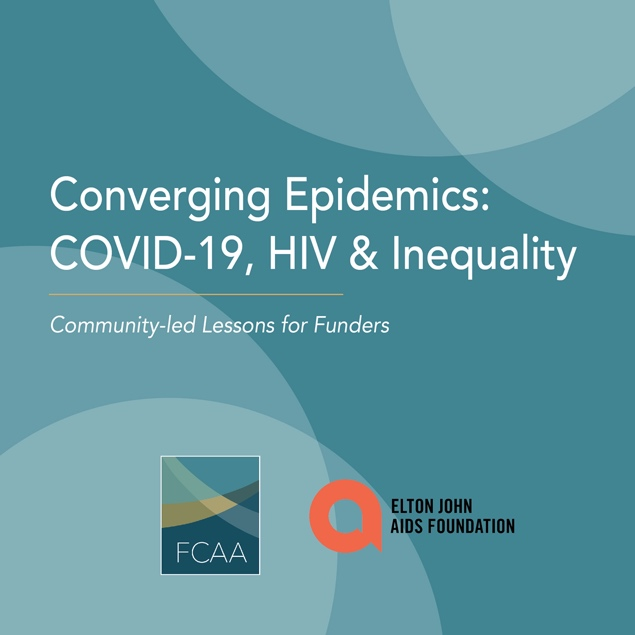 Converging Epidemics:
COVID-19, HIV & Inequality
Community-led Lessons for Funders
FCAA
ELTON JOHN
AIDS FOUNDATION